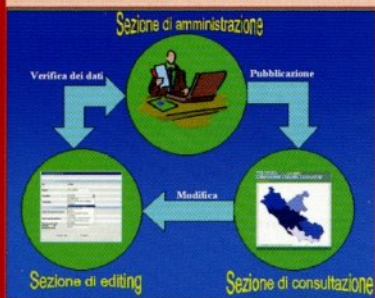 Sezione di amministrazione
Verifica dei dati
Pubblicazione
Modifica
Sezione di editing
Sezione di consultazione